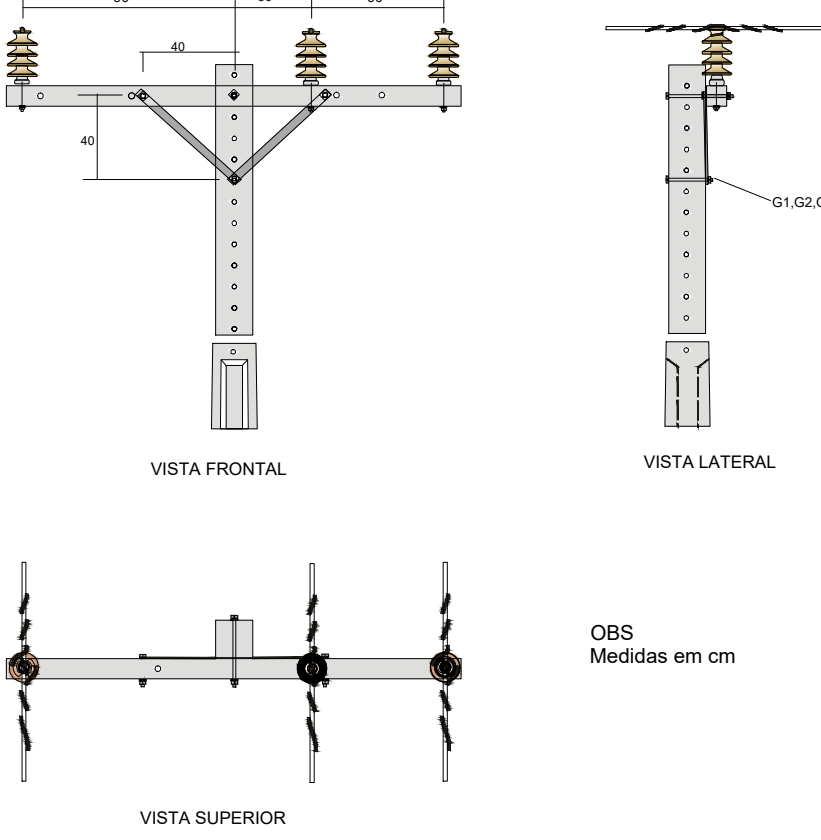 40
40
G1,G2,
VISTA FRONTAL
VISTA LATERAL
OBS
Medidas em cm
VISTA SUPERIOR